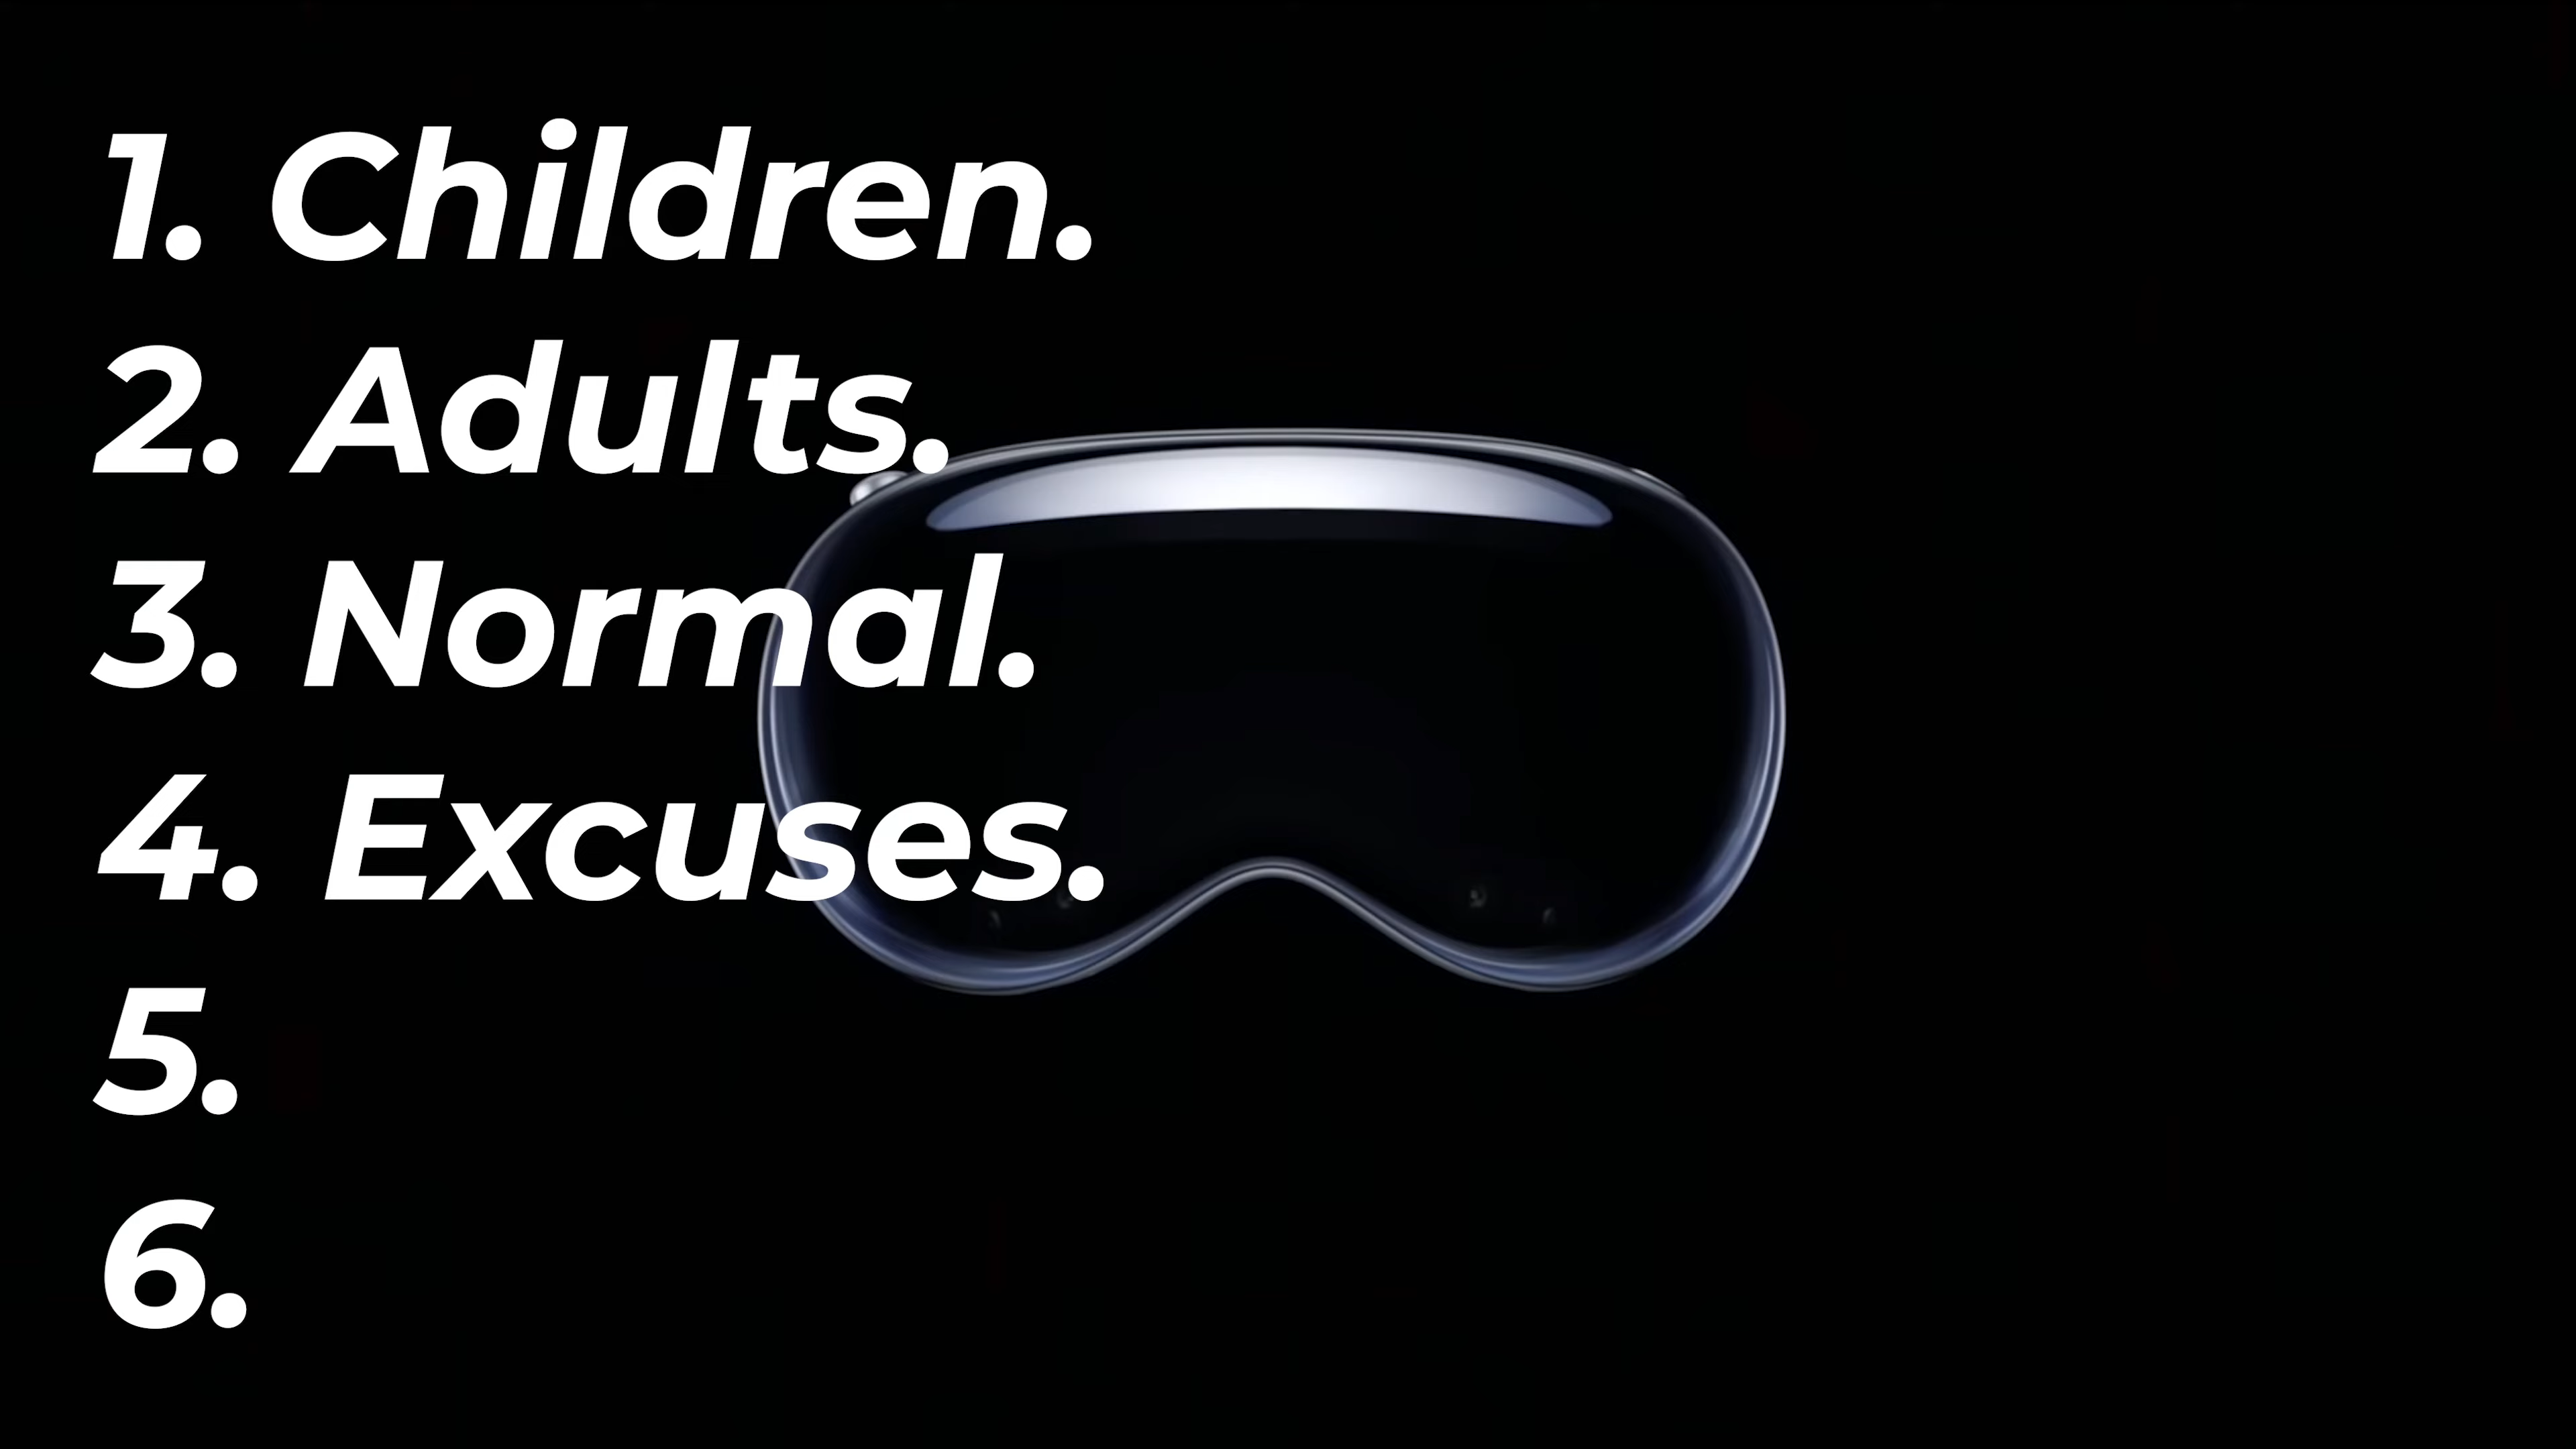 1. Children.
2. Adults.
3. Normal.
4. Excuses.
5.
6.